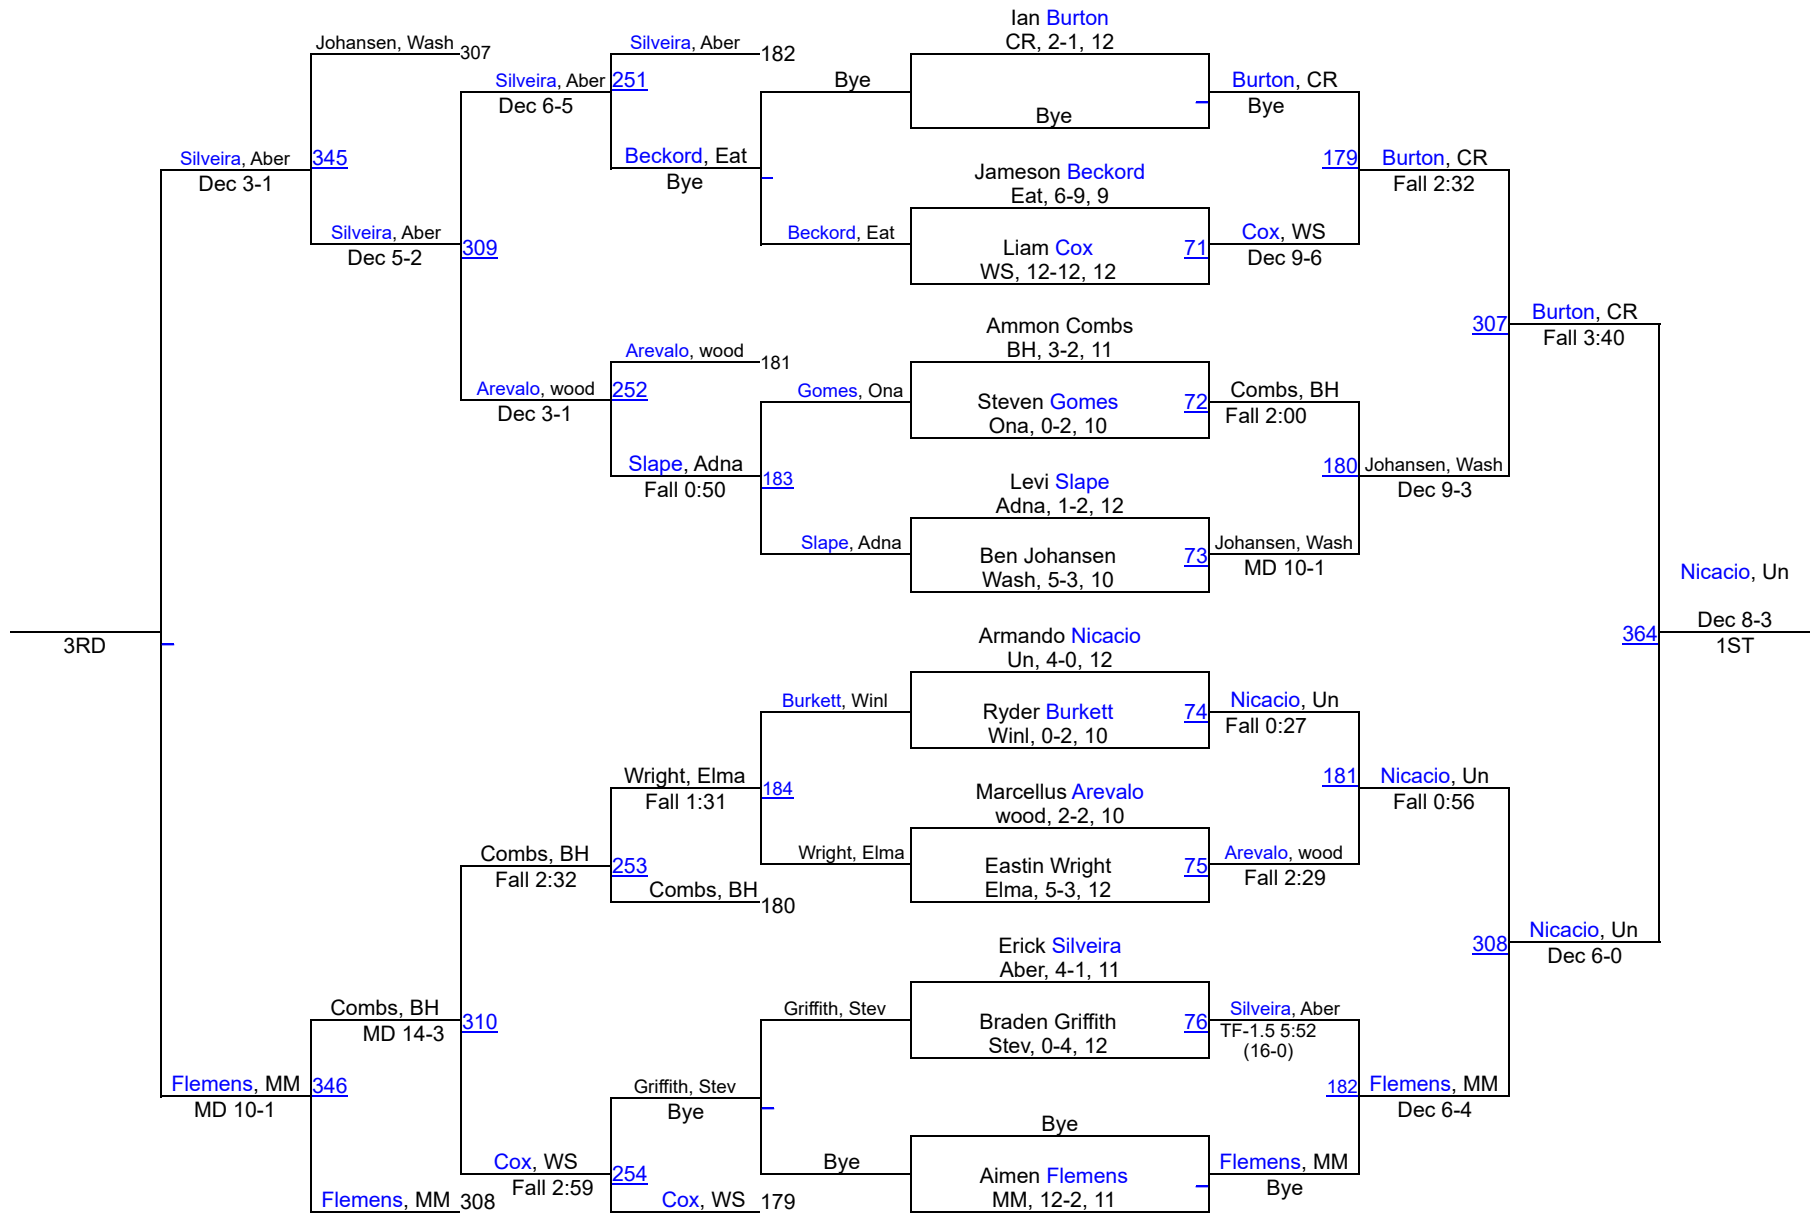 Ian Burton
CR, 2-1, 12
Johansen, Wash 307
Silveira, Aber 182
Silveira, Aber 251
Dec 6-5
Bye
Burton, CR
Bye
Bye
Silveira, Aber 345
Dec 3-1
Beckord, Eat
Bye
Jameson Beckord
Eat, 6-9, 9
179 Burton, CR
Fall 2:32
Silveira, Aber
Dec 5-2
309
Beckord, Eat
Liam Cox 71
WS, 12-12, 12
Cox, WS
Dec 9-6
Ammon Combs
BH, 3-2, 11
307 Burton, CR
Fall 3:40
Arevalo, wood 181
Arevalo, wood 252
Dec 3-1
Gomes, Ona
Steven Gomes 72
Ona, 0-2, 10
Combs, BH
Fall 2:00
Slape, Adna 183
Fall 0:50
Levi Slape
Adna, 1-2, 12
180 Johansen, Wash
Dec 9-3
Slape, Adna
Ben Johansen 73
Wash, 5-3, 10
Johansen, Wash
MD 10-1
Nicacio, Un
Dec 8-3
364 1ST
3RD
Armando Nicacio
Un, 4-0, 12
Burkett, Winl
Ryder Burkett 74
Winl, 0-2, 10
Nicacio, Un
Fall 0:27
Wright, Elma 184
Fall 1:31
Marcellus Arevalo
wood, 2-2, 10
181 Nicacio, Un
Fall 0:56
Combs, BH 253
Fall 2:32
Wright, Elma
Eastin Wright 75
Elma, 5-3, 12
Arevalo, wood
Fall 2:29
Combs, BH 180
Erick Silveira
Aber, 4-1, 11
308 Nicacio, Un
Dec 6-0
Combs, BH 310
MD 14-3
Griffith, Stev
Braden Griffith 76
Stev, 0-4, 12
Silveira, Aber
TF-1.5 5:52
(16-0)
Flemens, MM 346
MD 10-1
Griffith, Stev
Bye
182 Flemens, MM
Dec 6-4
Bye
Cox, WS 254
Fall 2:59
Bye
Aimen Flemens
MM, 12-2, 11
Flemens, MM
Bye
Flemens, MM 308
Cox, WS 179